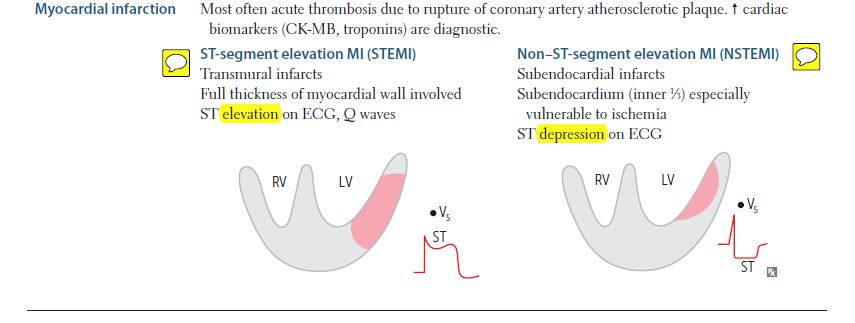 Myocardial infarction
Most often acute thrombosis due to rupture of coronary artery atherosclerotic plaque. ↑ cardiac
biomarkers (CK-MB, troponins) are diagnostic.
ST-segment elevation MI (STEMI)
Transmural infarcts
Full thickness of myocardial wall involved
ST elevation on ECG, Q waves
RV
LV
V5
ST
Non–ST-segment elevation MI (NSTEMI)
Subendocardial infarcts
Subendocardium (inner ⅓) especially
vulnerable to ischemia
ST depression on ECG
RV
LV
V5
ST
℞